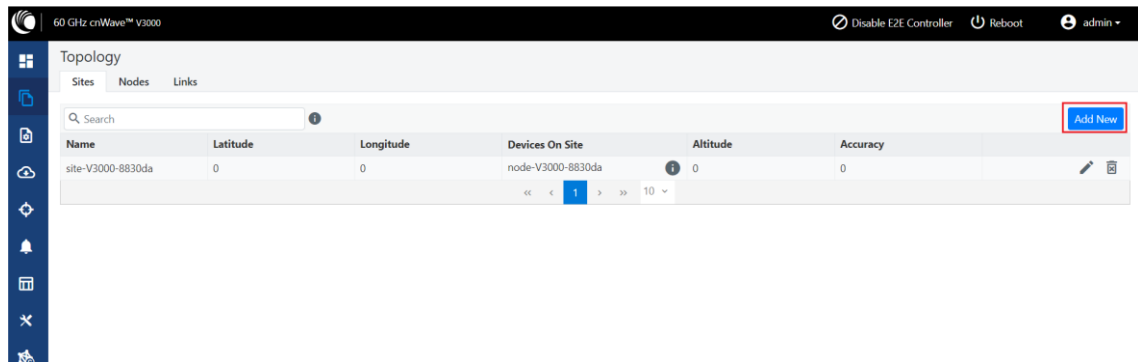 60 GHz cnWave™ V3000 Disable E2E Controller Reboot admin
Topology
Sites Nodes Links
Search Add New
Name Latitude Longitude Devices On Site Altitude Accuracy
site-V3000-8830da 0 0 node-V3000-8830da 0 0
« ‹ 1 › » 10